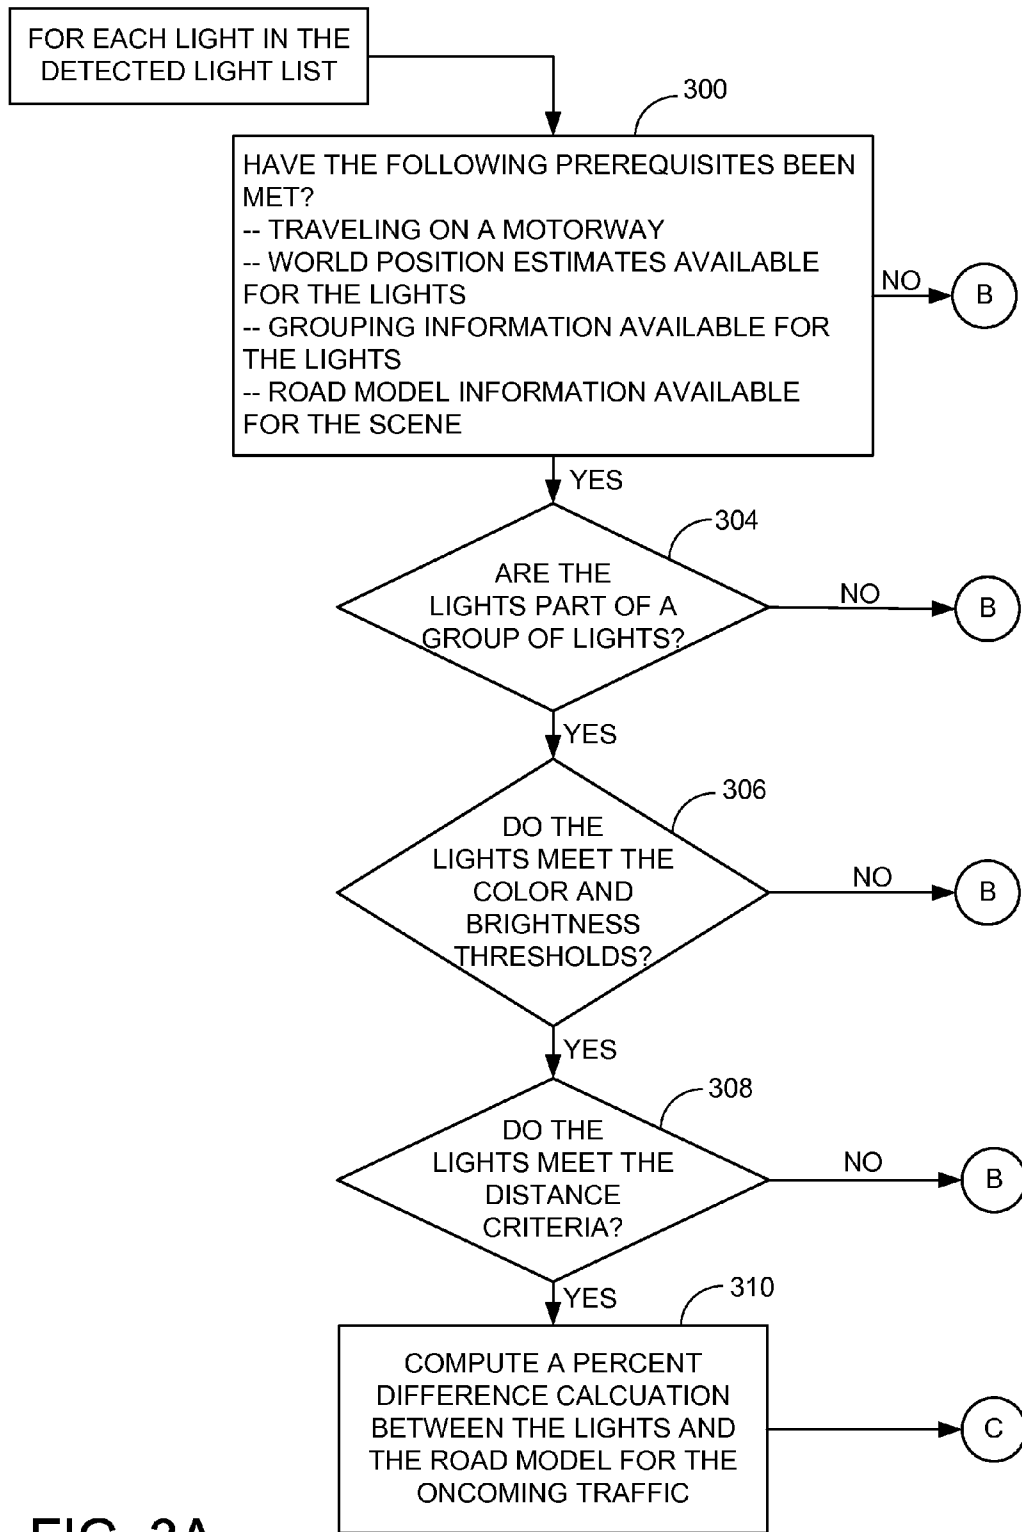 FOR EACH LIGHT IN THE
DETECTED LIGHT LIST
300
HAVE THE FOLLOWING PREREQUISITES BEEN
MET?
-- TRAVELING ON A MOTORWAY
-- WORLD POSITION ESTIMATES AVAILABLE
FOR THE LIGHTS
-- GROUPING INFORMATION AVAILABLE FOR
THE LIGHTS
-- ROAD MODEL INFORMATION AVAILABLE
FOR THE SCENE
NO
B
YES
304
ARE THE
LIGHTS PART OF A
GROUP OF LIGHTS?
NO
B
YES
306
DO THE
LIGHTS MEET THE
COLOR AND
BRIGHTNESS
THRESHOLDS?
NO
B
YES
308
DO THE
LIGHTS MEET THE
DISTANCE
CRITERIA?
NO
B
YES
310
COMPUTE A PERCENT
DIFFERENCE CALCUATION
BETWEEN THE LIGHTS AND
THE ROAD MODEL FOR THE
ONCOMING TRAFFIC
C